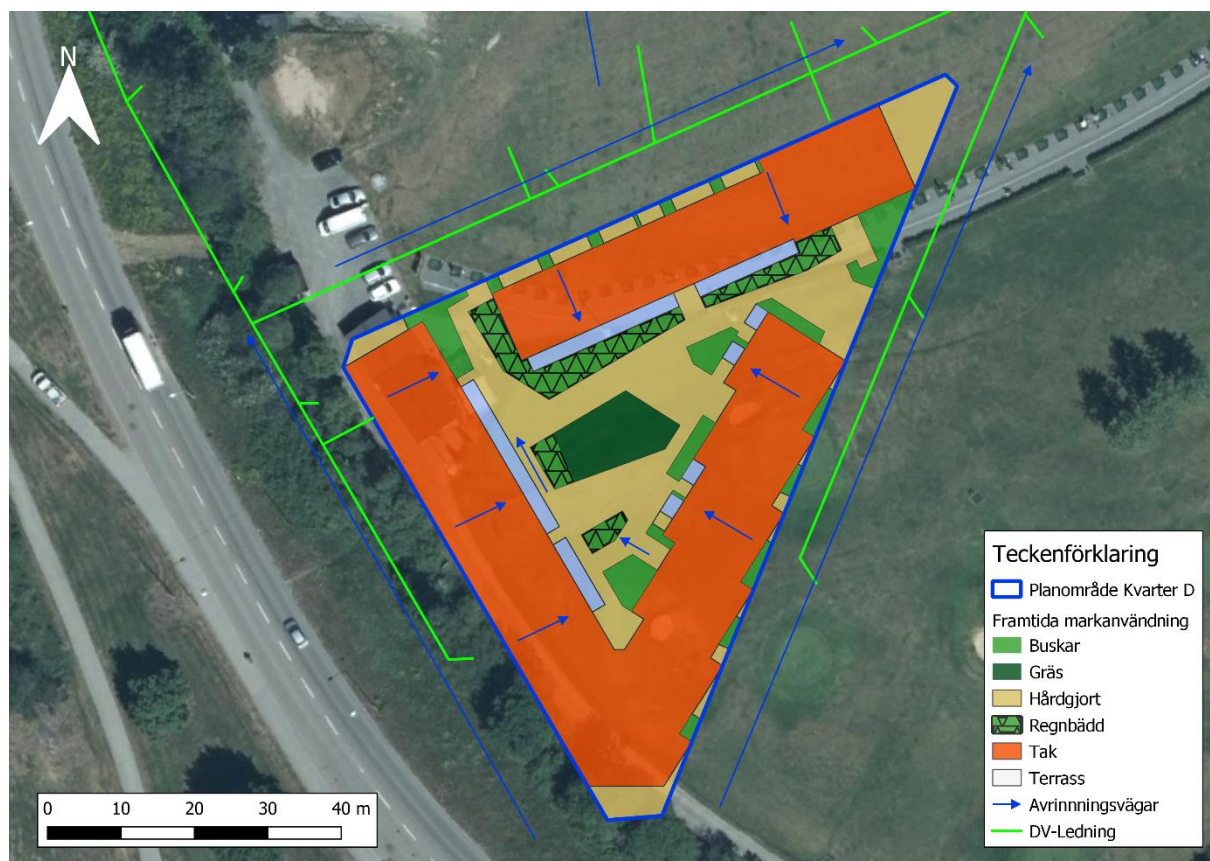 N
Teckenförklaring
Planområde Kvarter D
Framtida markanvändning
Buskar
Gräs
Hårdgjort
Regnbädd
Tak
Terrass
Avrinnningsvägar
DV-Ledning
0 10 20 30 40 m